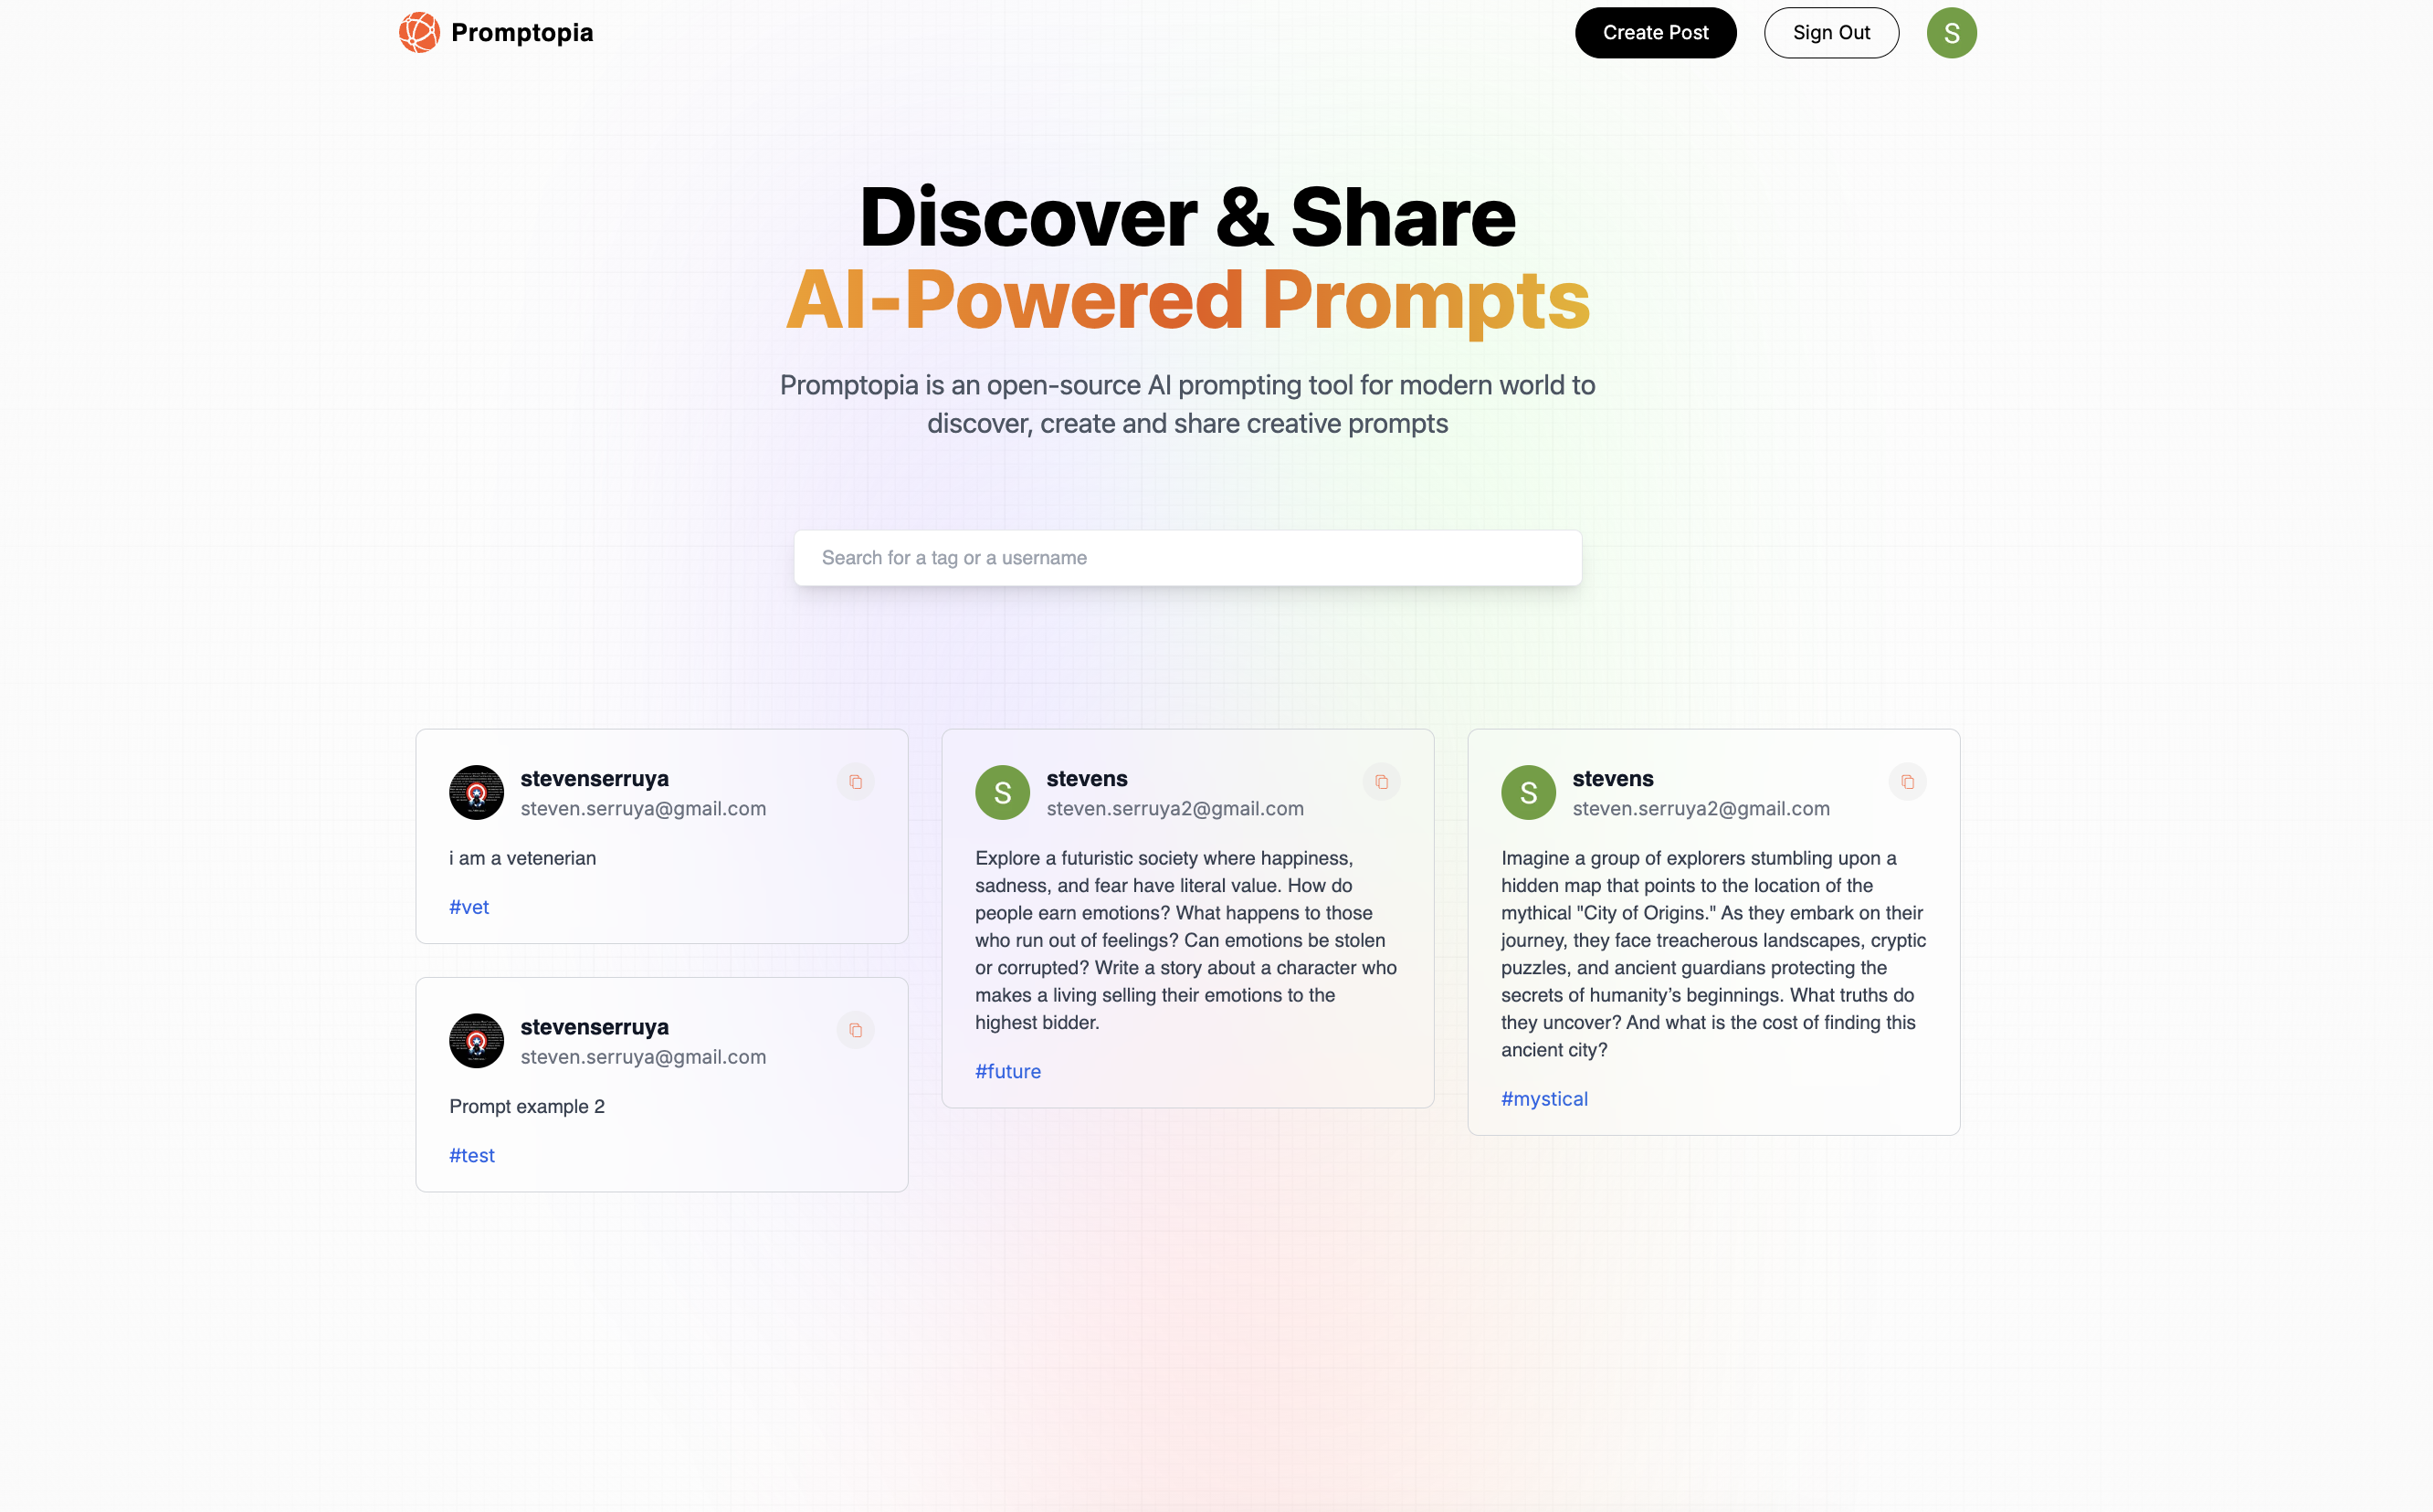 Promptopia
Create Post
Sign Out
S
Discover & Share
AI-Powered Prompts
Promptopia is an open-source AI prompting tool for modern world to
discover, create and share creative prompts
Search for a tag or a username
stevenserruya
steven.serruya@gmail.com
i am a vetenerian
#vet
stevenserruya
steven.serruya@gmail.com
Prompt example 2
#test
S
stevens
steven.serruya2@gmail.com
Explore a futuristic society where happiness,
sadness, and fear have literal value. How do
people earn emotions? What happens to those
who run out of feelings? Can emotions be stolen
or corrupted? Write a story about a character who
makes a living selling their emotions to the
highest bidder.
#future
S
stevens
steven.serruya2@gmail.com
Imagine a group of explorers stumbling upon a
hidden map that points to the location of the
mythical "City of Origins." As they embark on their
journey, they face treacherous landscapes, cryptic
puzzles, and ancient guardians protecting the
secrets of humanity’s beginnings. What truths do
they uncover? And what is the cost of finding this
ancient city?
#mystical